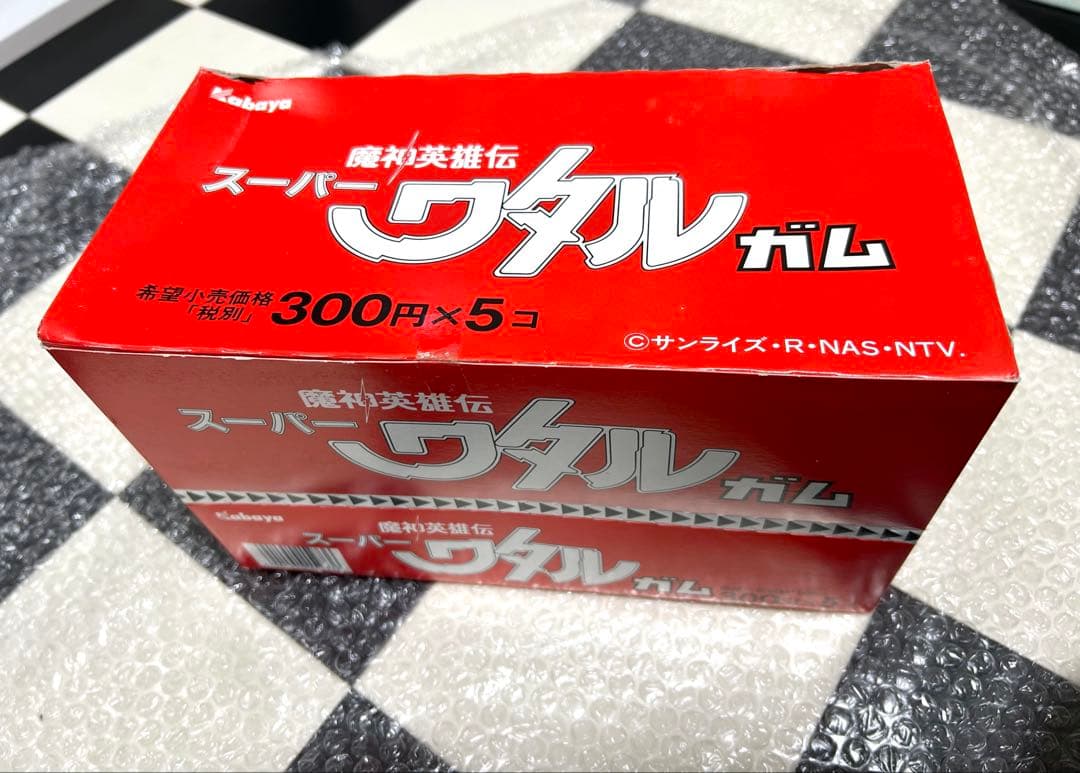 Kabaya
魔神英雄伝
スーパー ワタル ガム
希望小売価格
「税別」 300円×5コ
©サンライズ・R・NAS・NTV.
魔神英雄伝
スーパー ワタル ガム
Kabaya
魔神英雄伝
スーパー ワタル ガム